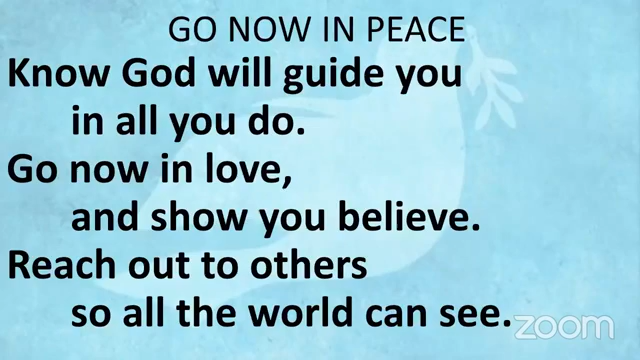 GO NOW IN PEACE
Know God will guide you
in all you do.
Go now in love,
and show you believe.
Reach out to others
so all the world can see.
zoom